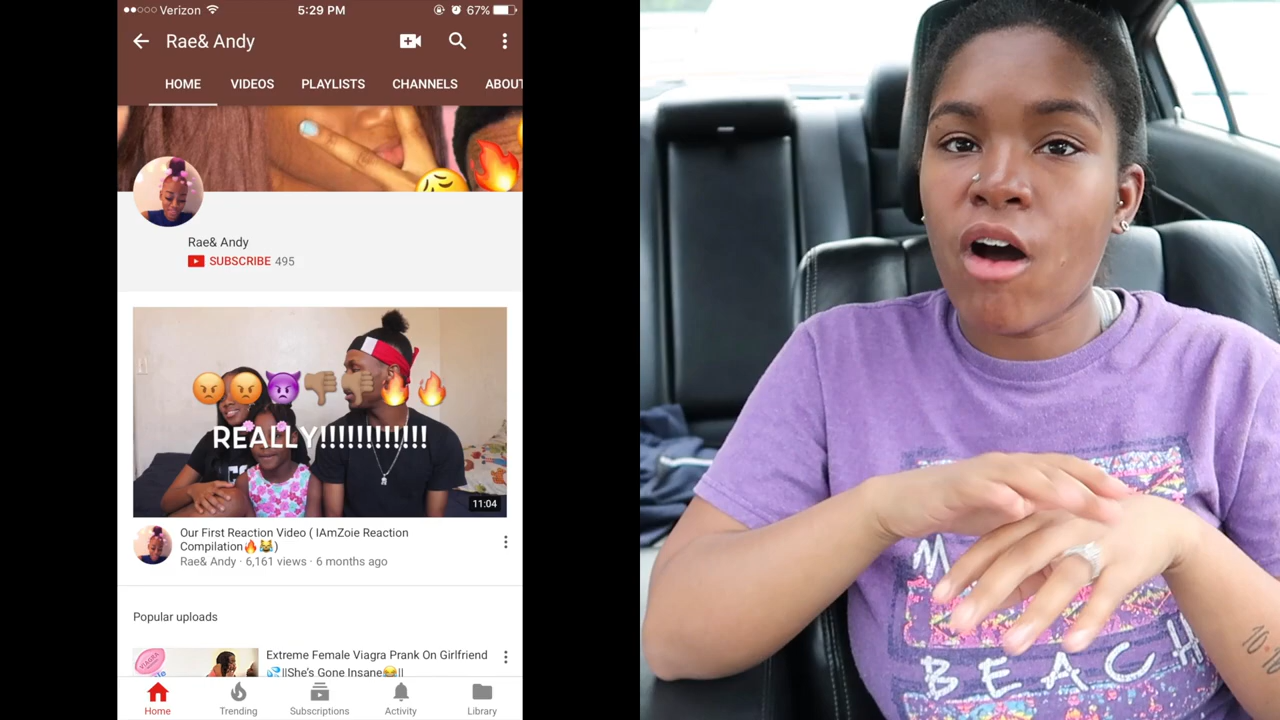 Verizon
5:29 PM
67%
Rae& Andy
HOME
VIDEOS
PLAYLISTS
CHANNELS
ABOUT
Rae& Andy
SUBSCRIBE 495
REALLY!!!!!!!!!!!!
11:04
Our First Reaction Video ( IAmZoie Reaction
Compilation🔥😹)
Rae& Andy · 6,161 views · 6 months ago
Popular uploads
VIAGRA
Extreme Female Viagra Prank On Girlfriend
💦||She's Gone Insane😂||
Home
Trending
Subscriptions
Activity
Library
BEACH